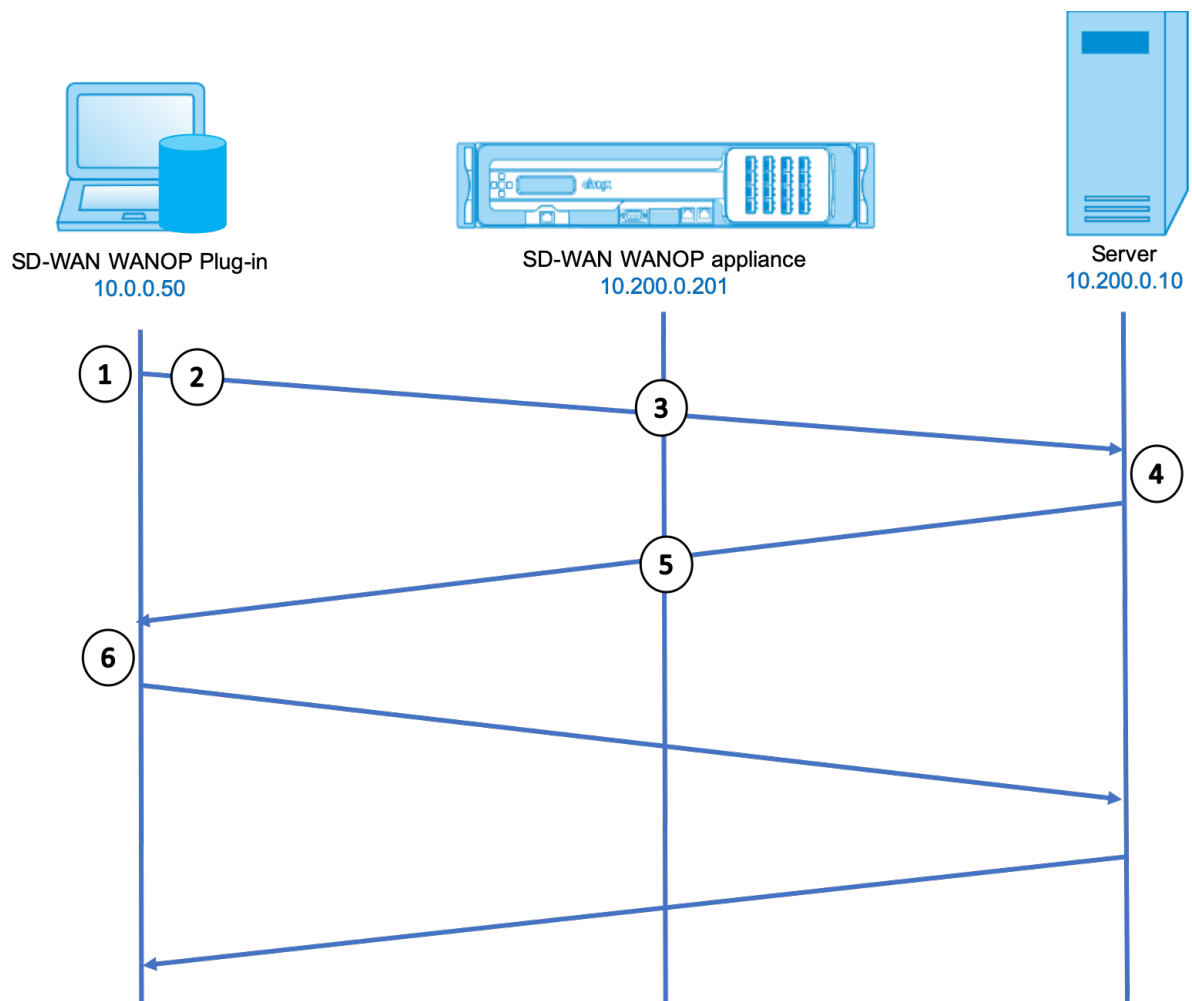 SD-WAN WANOP Plug-in
10.0.0.50
citrix
SD-WAN WANOP appliance
10.200.0.201
Server
10.200.0.10
1
2
3
4
5
6